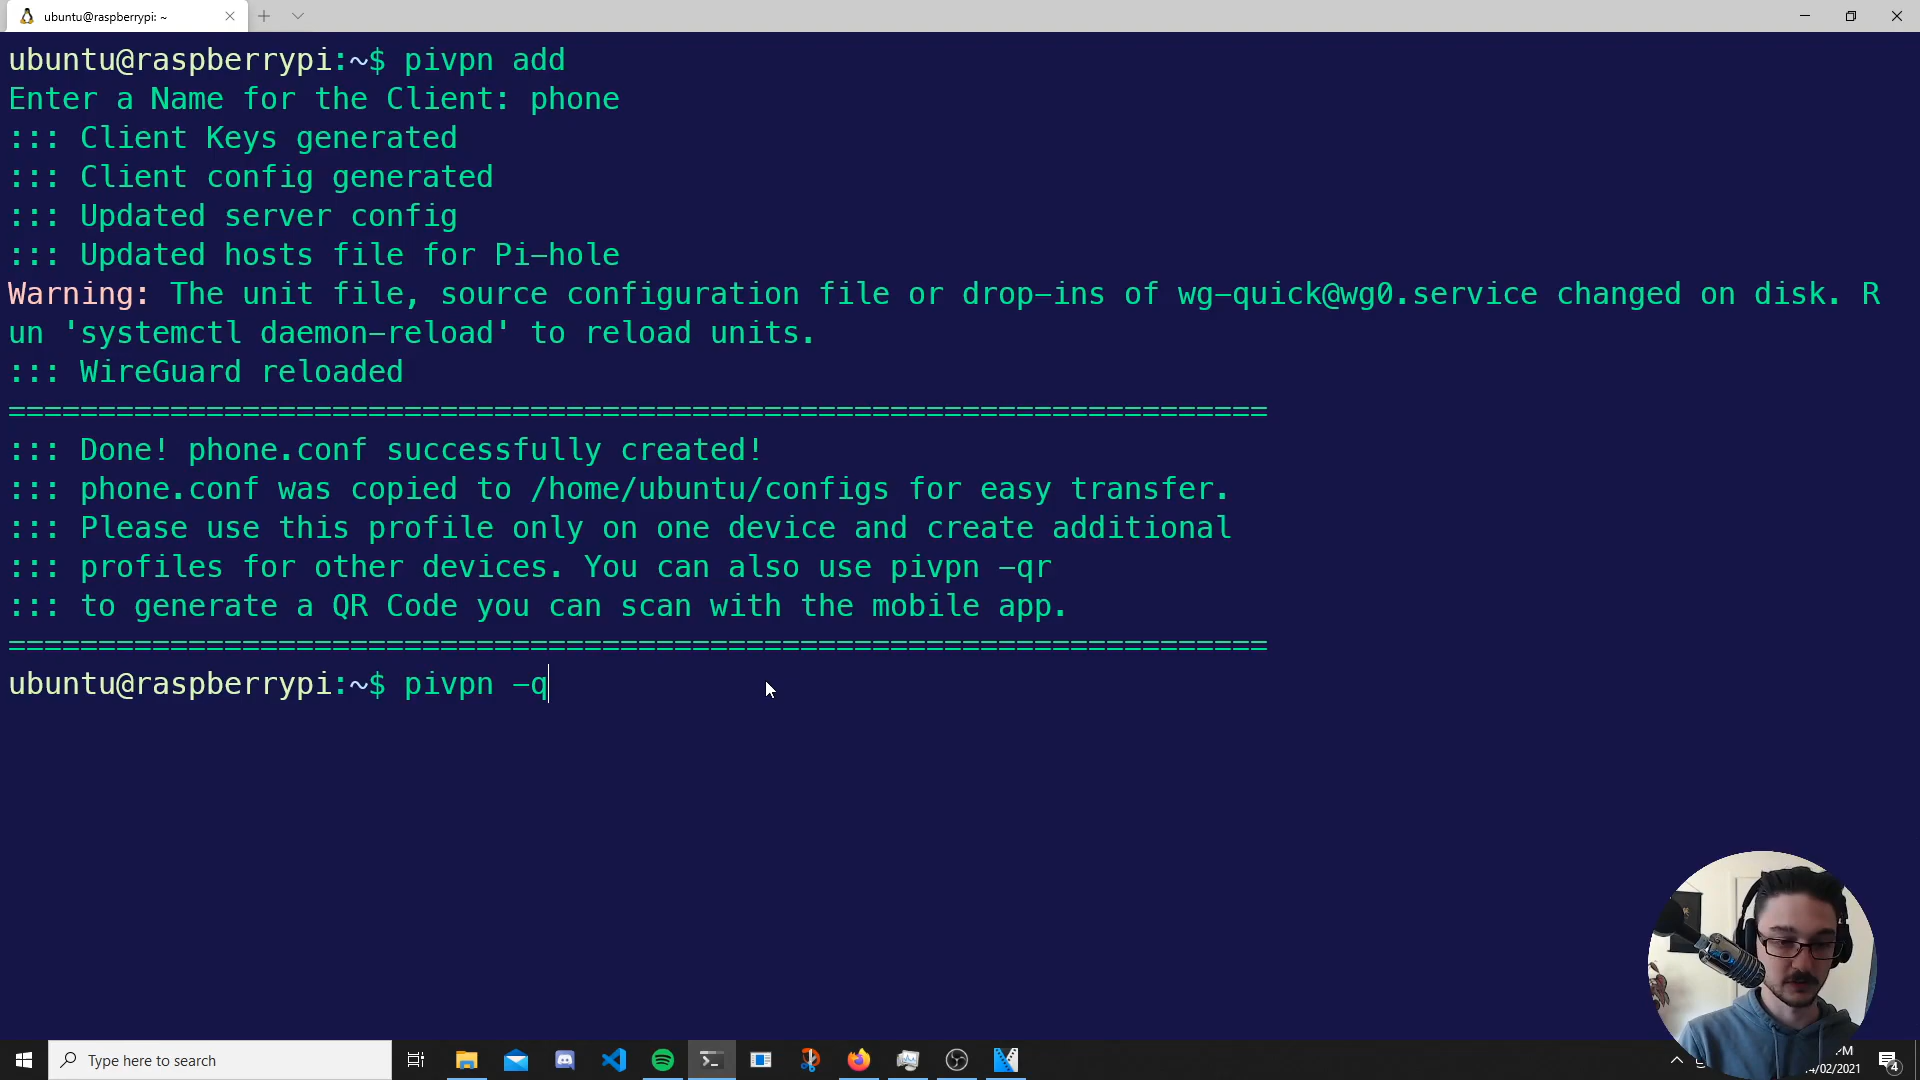 ubuntu@raspberrypi: ~
ubuntu@raspberrypi:~$ pivpn add
Enter a Name for the Client: phone
::: Client Keys generated
::: Client config generated
::: Updated server config
::: Updated hosts file for Pi-hole
Warning: The unit file, source configuration file or drop-ins of wg-quick@wg0.service changed on disk. R
un 'systemctl daemon-reload' to reload units.
::: WireGuard reloaded
======================================================================
::: Done! phone.conf successfully created!
::: phone.conf was copied to /home/ubuntu/configs for easy transfer.
::: Please use this profile only on one device and create additional
::: profiles for other devices. You can also use pivpn -qr
::: to generate a QR Code you can scan with the mobile app.
======================================================================
ubuntu@raspberrypi:~$ pivpn -q
Type here to search
4/02/2021
4